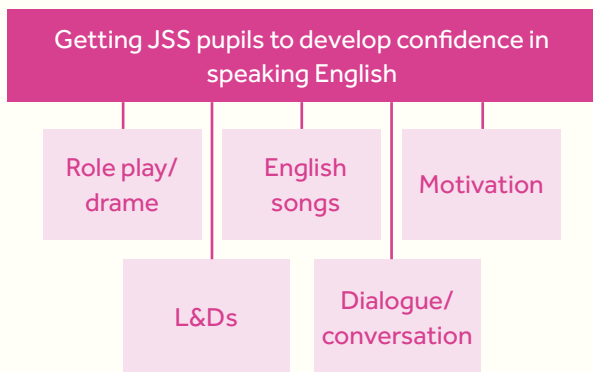 Getting JSS pupils to develop confidence in
speaking English
Role play/
drame
English
songs
Motivation
L&Ds
Dialogue/
conversation